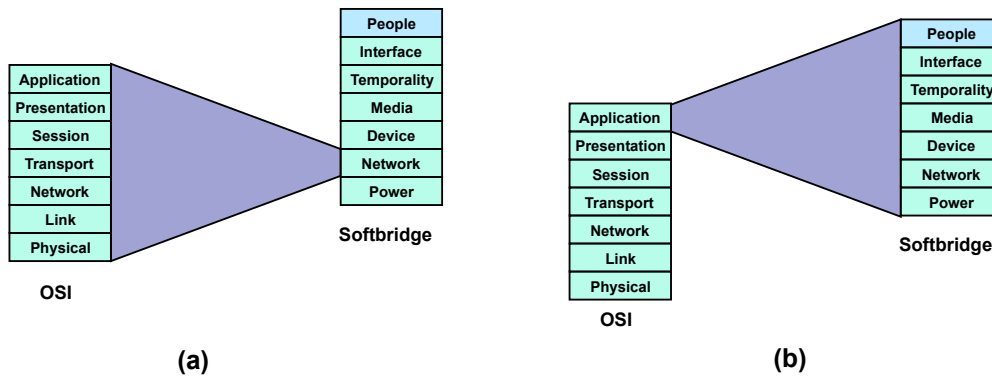 Application
Presentation
Session
Transport
Network
Link
Physical
OSI
People
Interface
Temporality
Media
Device
Network
Power
Softbridge
(a)
Application
Presentation
Session
Transport
Network
Link
Physical
OSI
People
Interface
Temporality
Media
Device
Network
Power
Softbridge
(b)